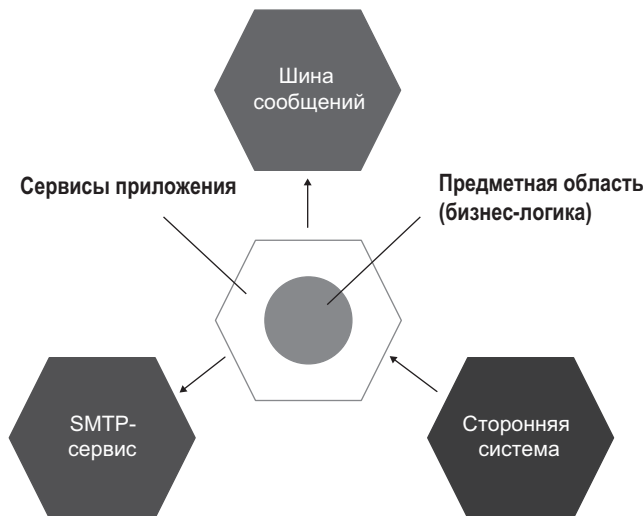 Шина
сообщений
Сервисы приложения
Предметная область
(бизнес-логика)
SMTP-
сервис
Сторонняя
система